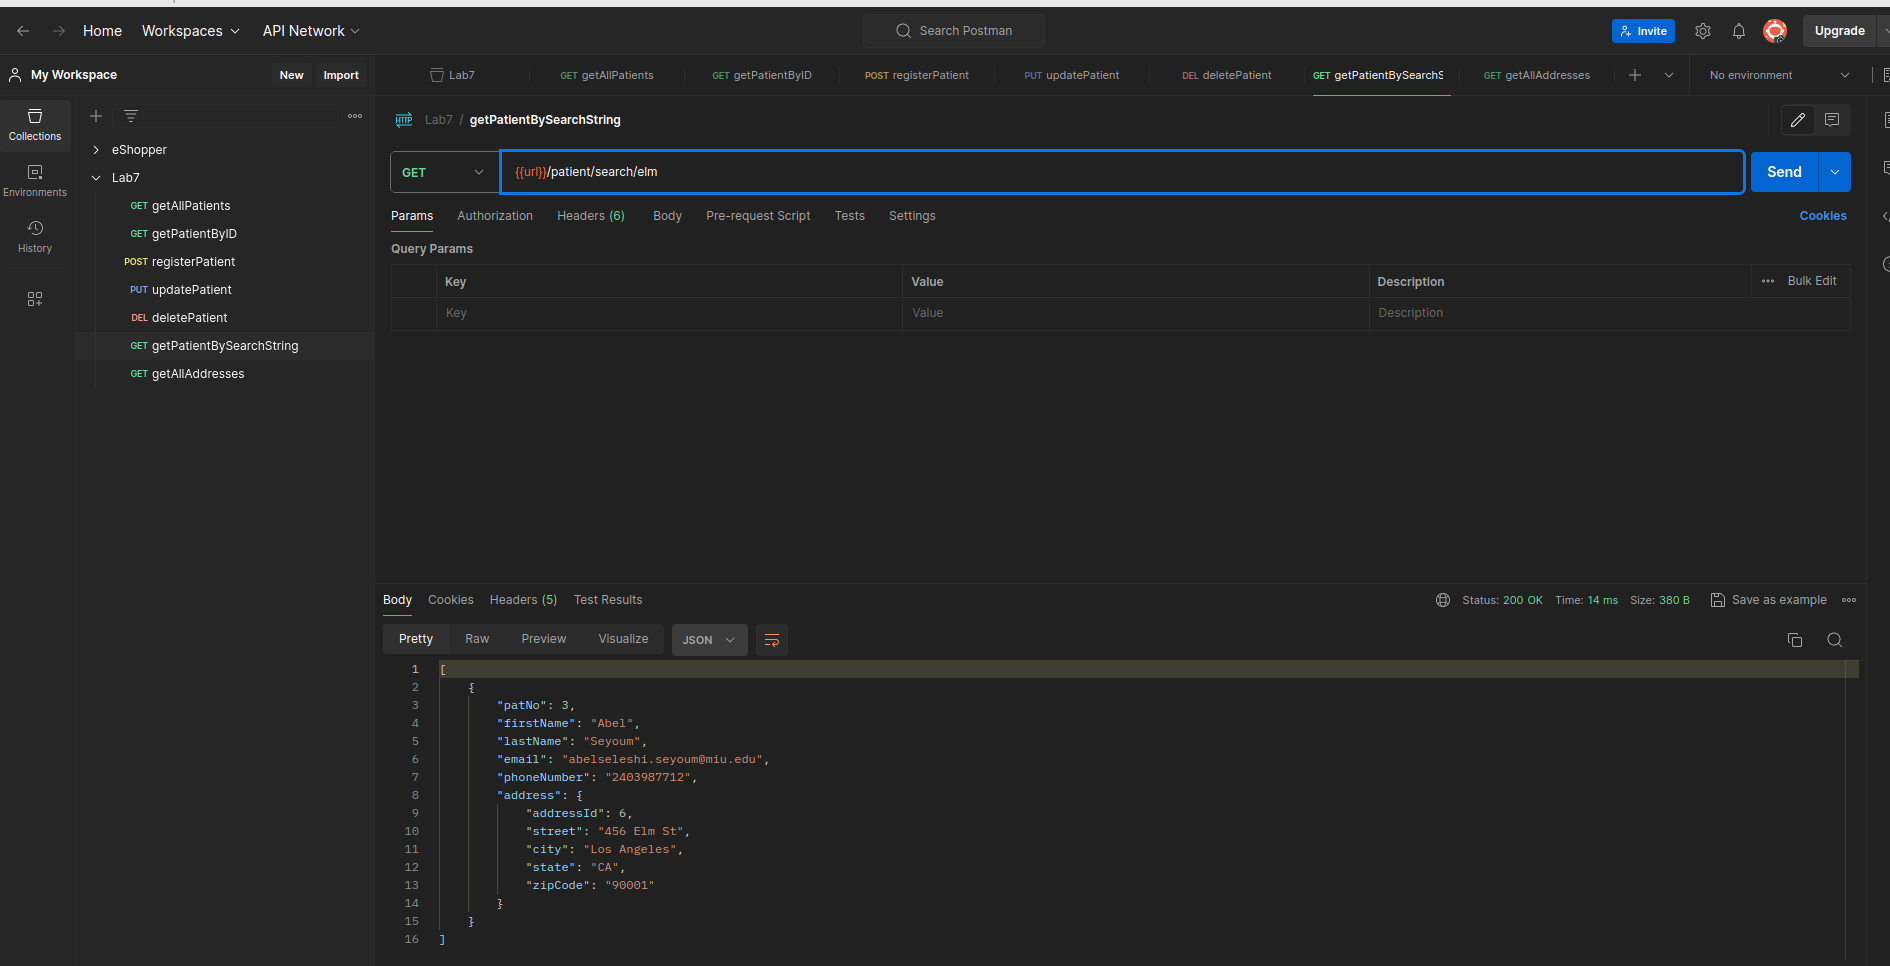 Home Workspaces API Network Search Postman Invite Upgrade
My Workspace New Import
Lab7 GET getAllPatients GET getPatientByID POST registerPatient PUT updatePatient DEL deletePatient GET getPatientBySearchS GET getAllAddresses No environment
Collections
Environments
History
eShopper
Lab7
GET getAllPatients
GET getPatientByID
POST registerPatient
PUT updatePatient
DEL deletePatient
GET getPatientBySearchString
GET getAllAddresses
HTTP Lab7 / getPatientBySearchString
GET {{url}}/patient/search/elm Send
Params Authorization Headers (6) Body Pre-request Script Tests Settings Cookies
Query Params
Key Value Description Bulk Edit
Key Value Description
Body Cookies Headers (5) Test Results Status: 200 OK Time: 14 ms Size: 380 B Save as example
Pretty Raw Preview Visualize JSON
1 [
2 {
3 "patNo": 3,
4 "firstName": "Abel",
5 "lastName": "Seyoum",
6 "email": "abelseleshi.seyoum@miu.edu",
7 "phoneNumber": "2403987712",
8 "address": {
9 "addressId": 6,
10 "street": "456 Elm St",
11 "city": "Los Angeles",
12 "state": "CA",
13 "zipCode": "90001"
14 }
15 }
16 ]